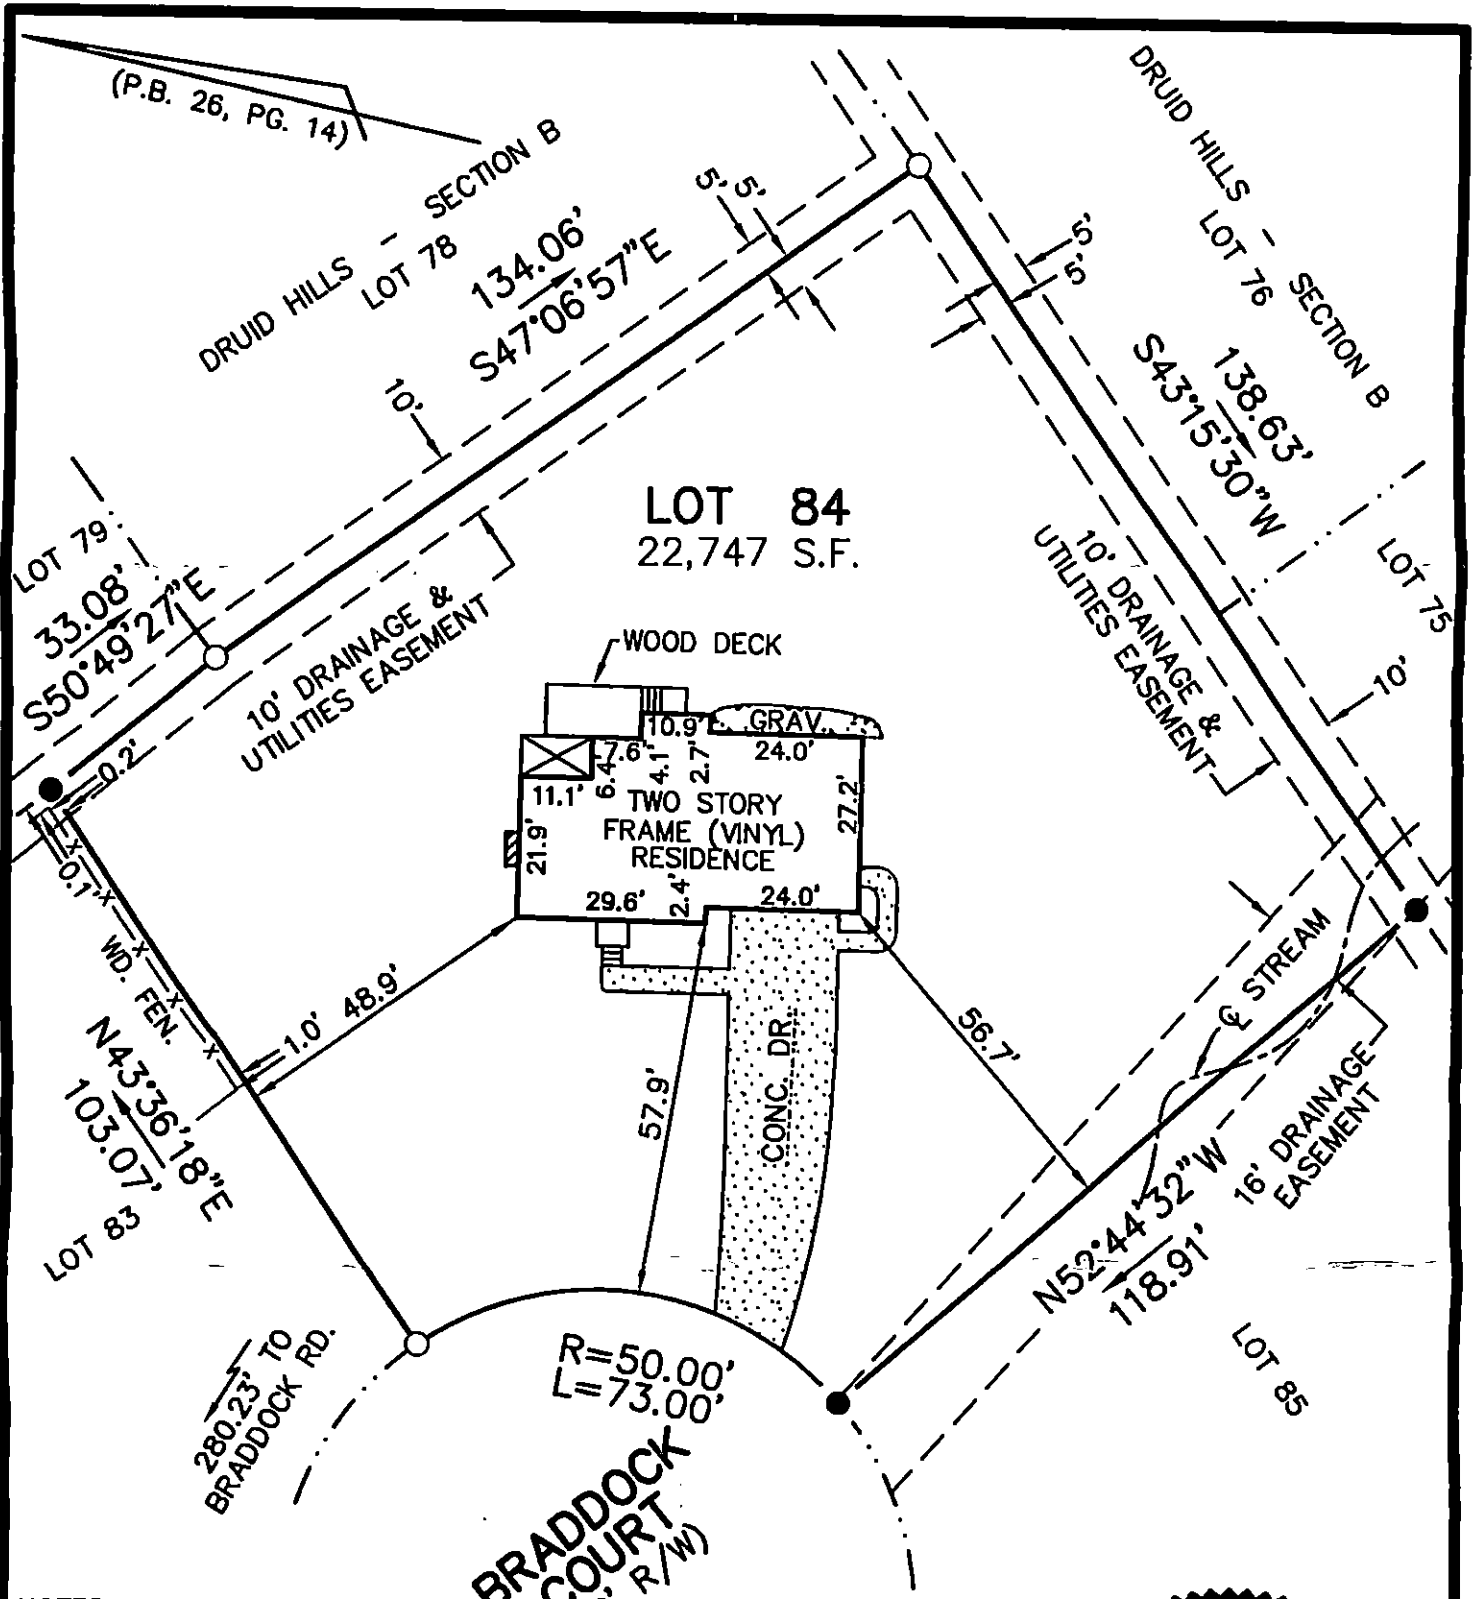 (P.B. 26, PG. 14)
DRUID HILLS - SECTION B
LOT 78
134.06'
S47°06'57"E
5' 5'
10'
DRUID HILLS - SECTION B
LOT 76
5'
5'
138.63'
S43°15'30"W
LOT 84
22,747 S.F.
LOT 79
33.08'
S50°49'27"E
10' DRAINAGE &
UTILITIES EASEMENT
10' DRAINAGE &
UTILITIES EASEMENT
LOT 75
10'
WOOD DECK
GRAV.
10.9'
7.6'
4.1'
2.7'
24.0'
6.4'
11.1'
TWO STORY
FRAME (VINYL)
RESIDENCE
27.2'
21.9'
29.6'
2.4'
24.0'
0.2'
0.1'
WD. FEN.
1.0'
48.9'
N43°36'18"E
103.07'
LOT 83
57.9'
CONC. DR.
56.7'
℄ STREAM
16' DRAINAGE
EASEMENT
N52°44'32"W
118.91'
LOT 85
280.23' TO
BRADDOCK RD.
R=50.00'
L=73.00'
BRADDOCK
COURT
R/W)